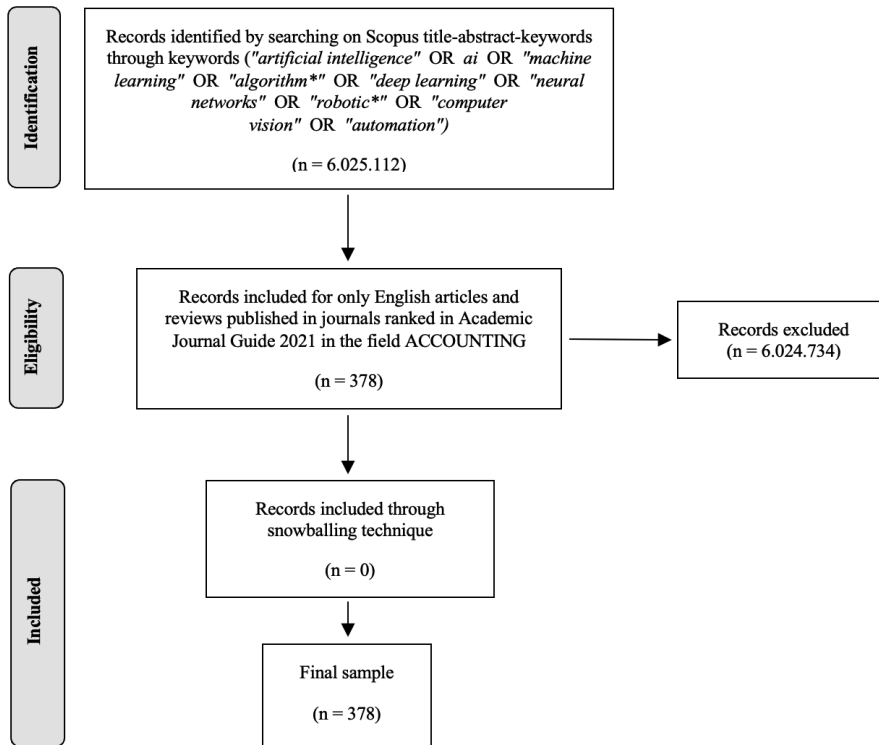 Identification
Records identified by searching on Scopus title-abstract-keywords
through keywords ("artificial intelligence" OR ai OR "machine
learning" OR "algorithm*" OR "deep learning" OR "neural
networks" OR "robotic*" OR "computer
vision" OR "automation")
(n = 6.025.112)
Eligibility
Records included for only English articles and
reviews published in journals ranked in Academic
Journal Guide 2021 in the field ACCOUNTING
(n = 378)
Records excluded
(n = 6.024.734)
Included
Records included through
snowballing technique
(n = 0)
Final sample
(n = 378)